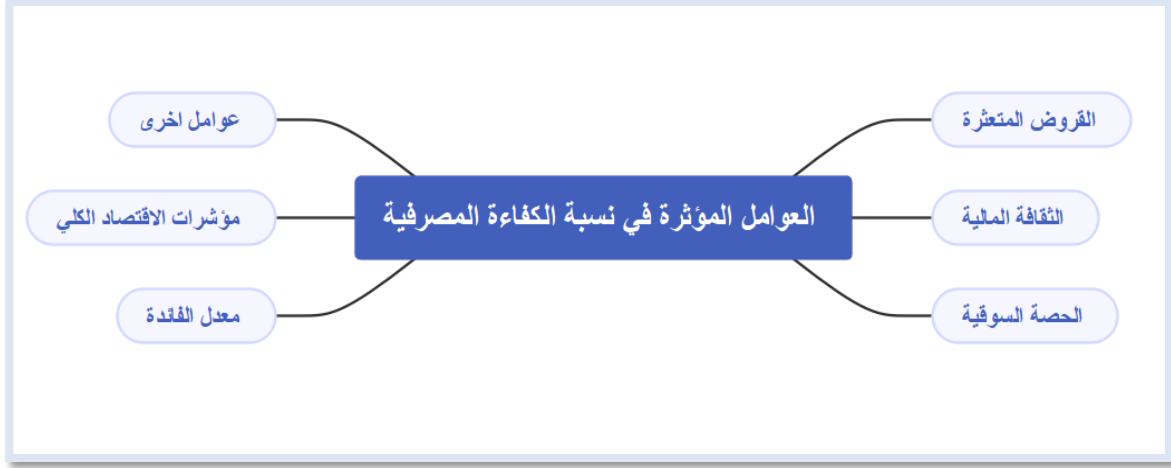 العوامل المؤثرة في نسبة الكفاءة المصرفية
القروض المتعثرة
الثقافة المالية
الحصة السوقية
عوامل اخرى
مؤشرات الاقتصاد الكلي
معدل الفائدة